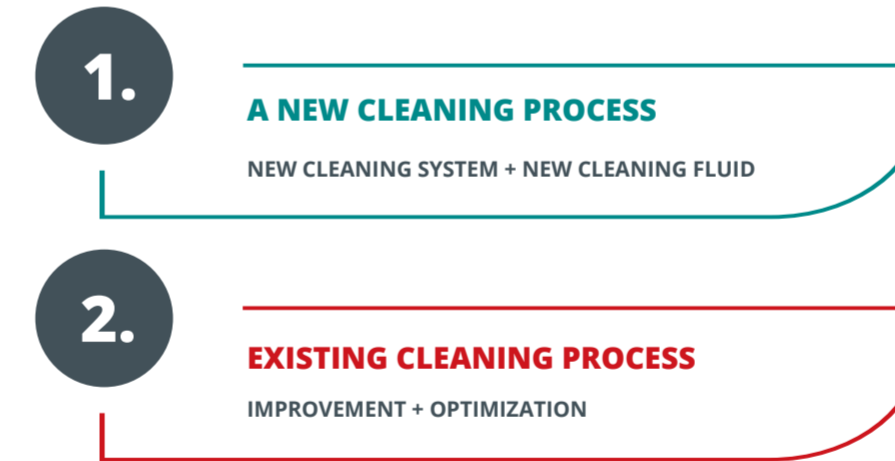 1.
A NEW CLEANING PROCESS
NEW CLEANING SYSTEM + NEW CLEANING FLUID
2.
EXISTING CLEANING PROCESS
IMPROVEMENT + OPTIMIZATION